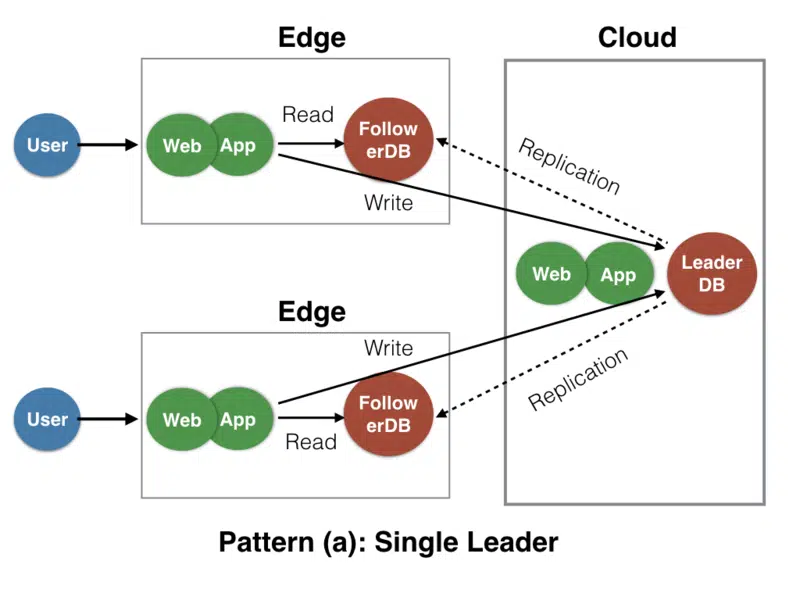 Edge
Cloud
User
Web
App
Read
Follow
erDB
Write
Replication
Web
App
Leader
DB
Edge
User
Web
App
Write
Follow
erDB
Read
Replication
Pattern (a): Single Leader